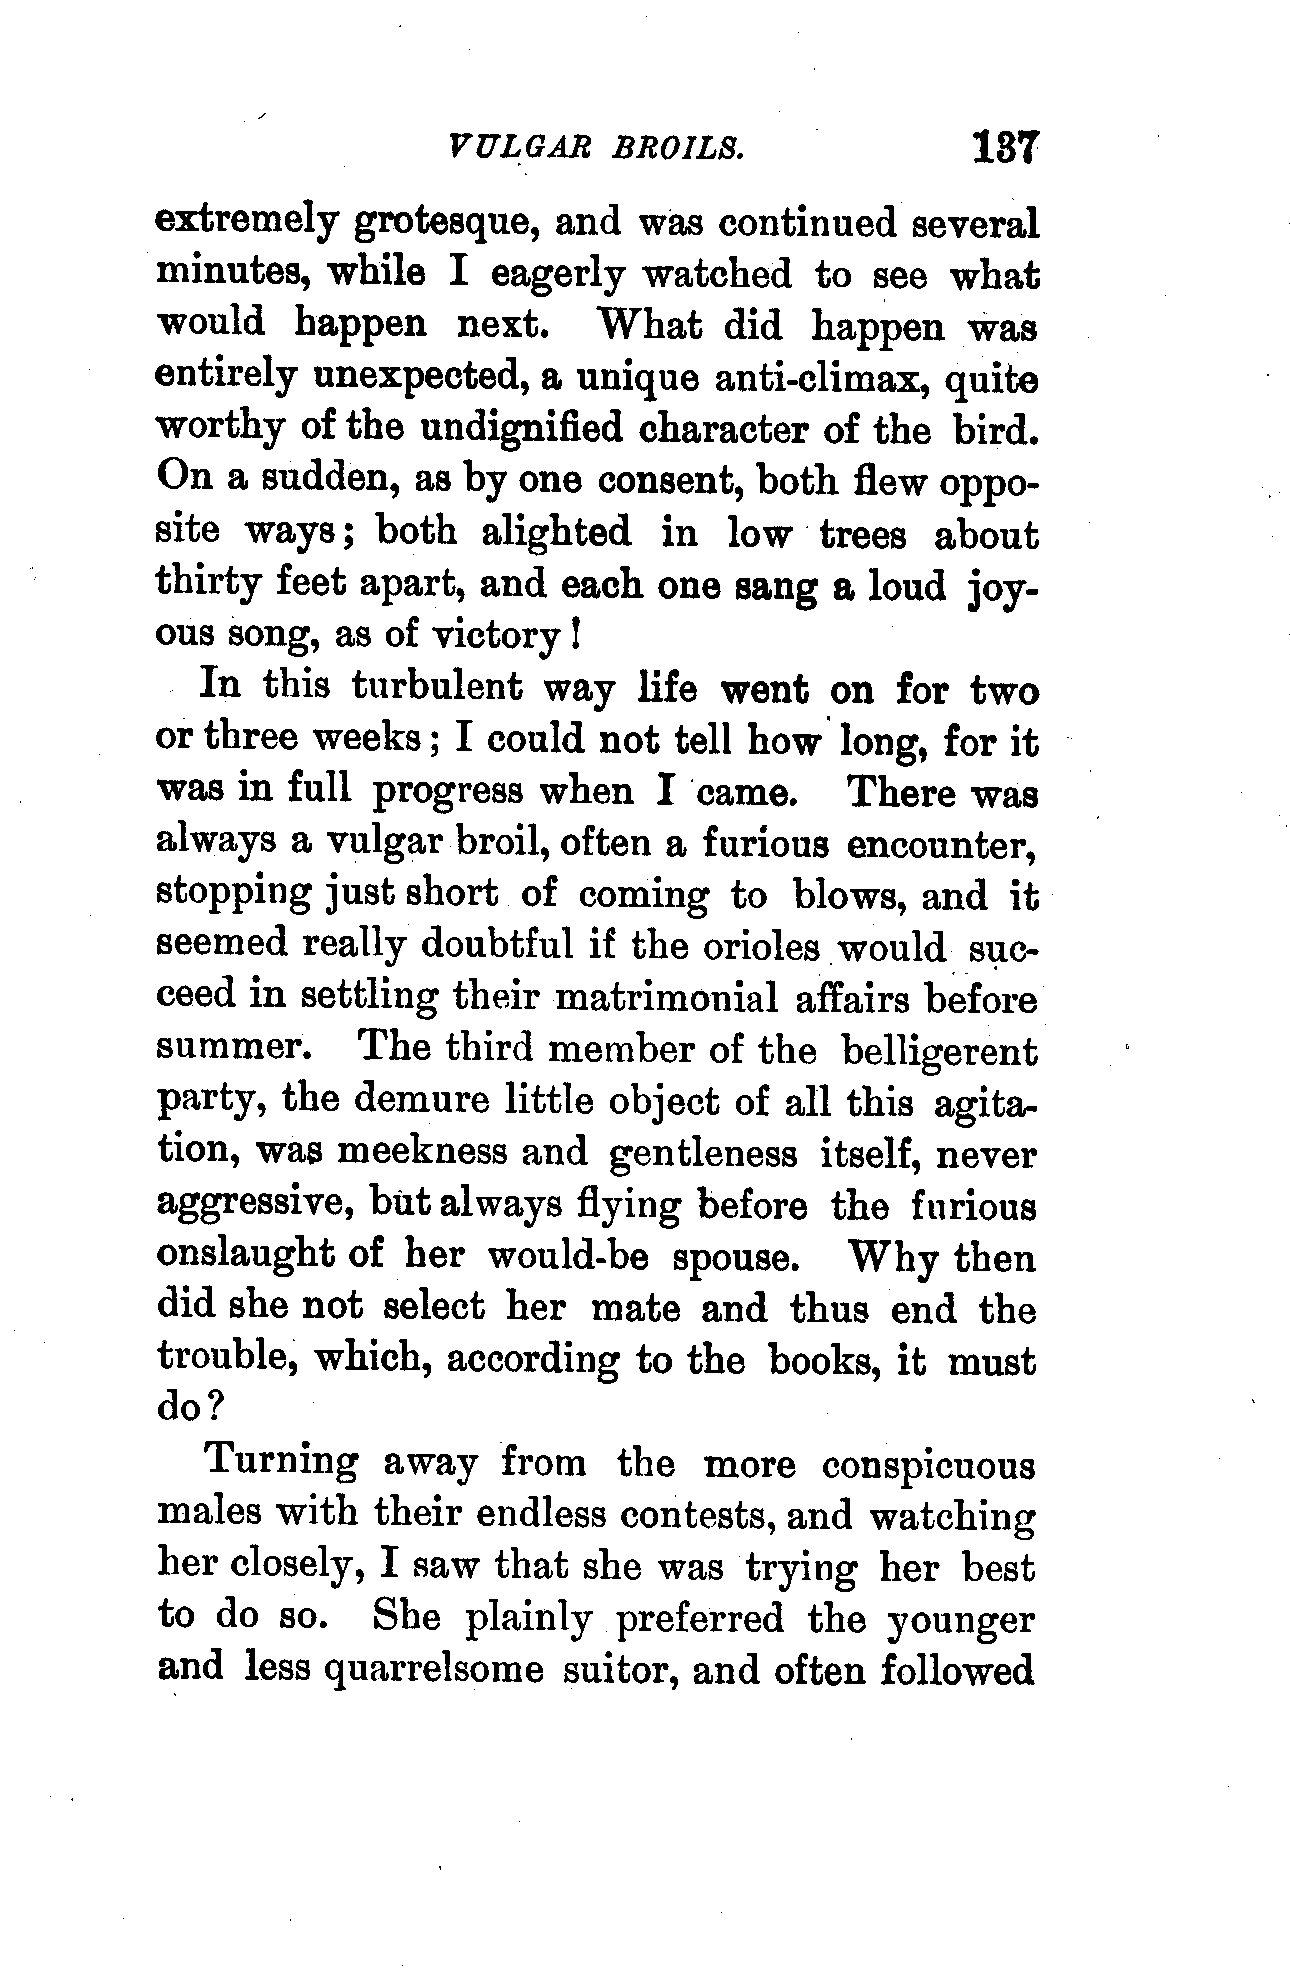 VULGAR BROILS. 137
extremely grotesque, and was continued several
minutes, while I eagerly watched to see what
would happen next. What did happen was
entirely unexpected, a unique anti-climax, quite
worthy of the undignified character of the bird.
On a sudden, as by one consent, both flew oppo-
site ways; both alighted in low trees about
thirty feet apart, and each one sang a loud joy-
ous song, as of victory!
In this turbulent way life went on for two
or three weeks; I could not tell how long, for it
was in full progress when I came. There was
always a vulgar broil, often a furious encounter,
stopping just short of coming to blows, and it
seemed really doubtful if the orioles would suc-
ceed in settling their matrimonial affairs before
summer. The third member of the belligerent
party, the demure little object of all this agita-
tion, was meekness and gentleness itself, never
aggressive, but always flying before the furious
onslaught of her would-be spouse. Why then
did she not select her mate and thus end the
trouble, which, according to the books, it must
do?
Turning away from the more conspicuous
males with their endless contests, and watching
her closely, I saw that she was trying her best
to do so. She plainly preferred the younger
and less quarrelsome suitor, and often followed